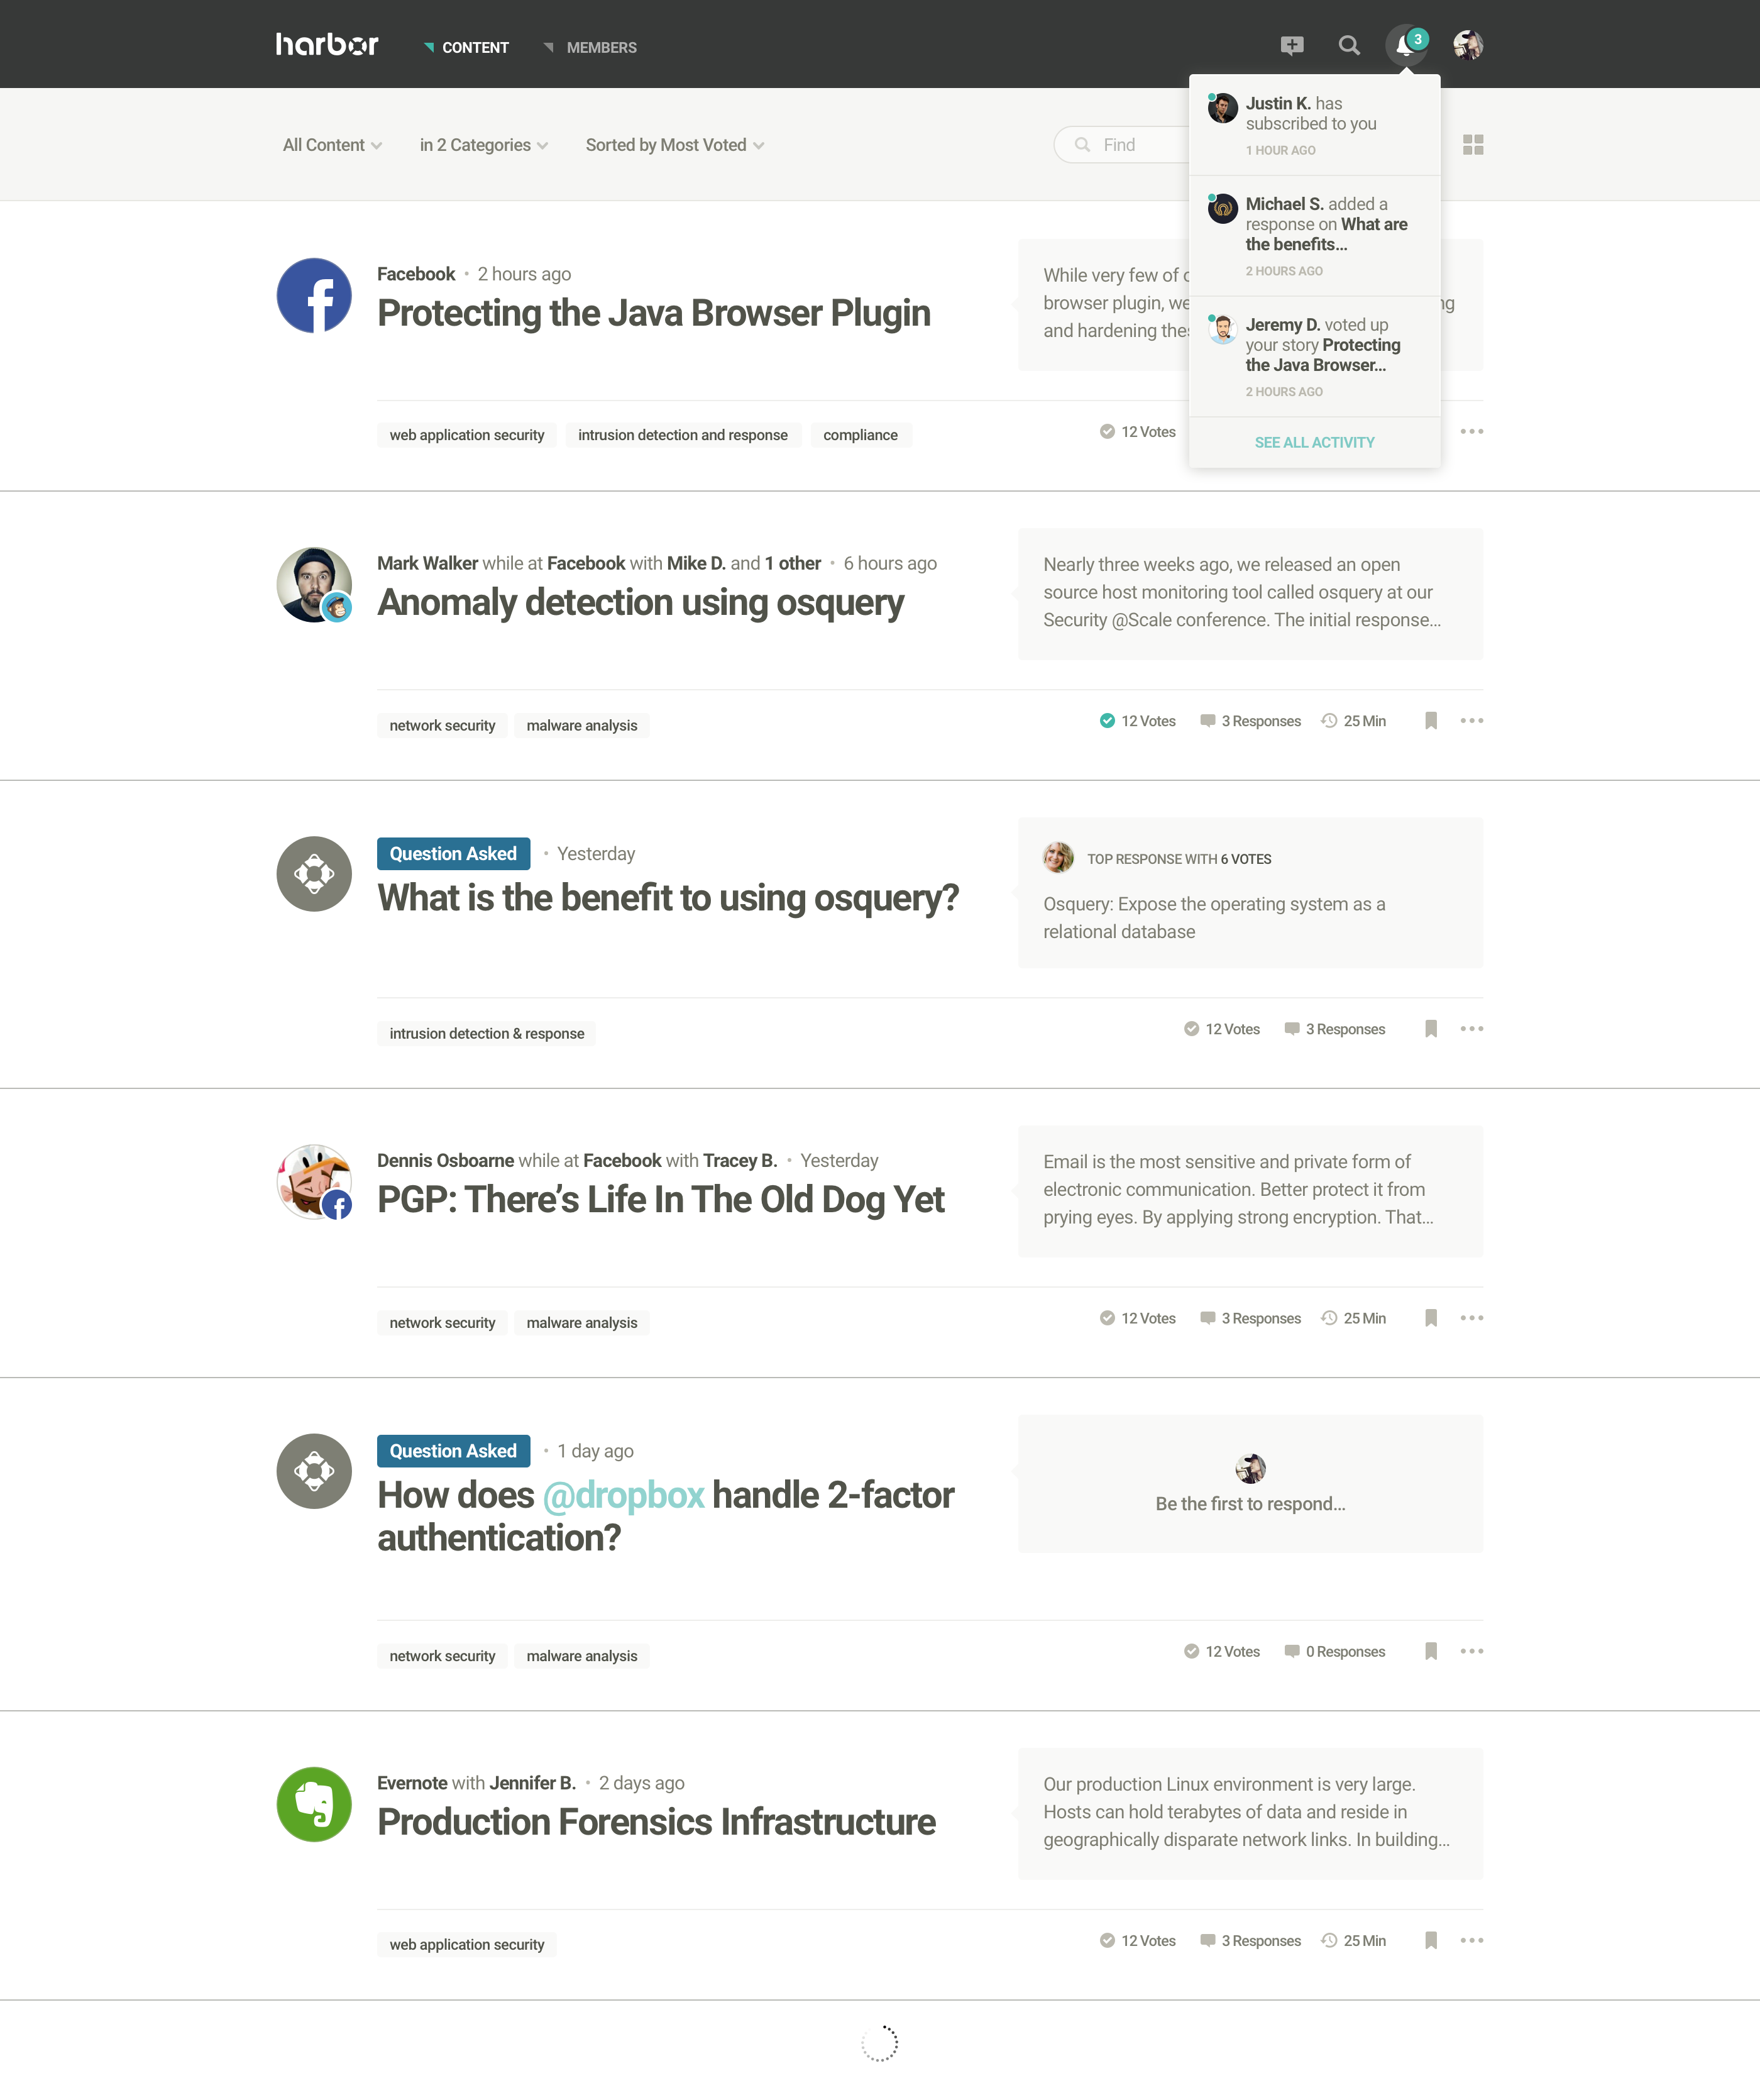 harbor
CONTENT
MEMBERS
3
All Content
in 2 Categories
Sorted by Most Voted
Find
Justin K. has
subscribed to you
1 HOUR AGO
Michael S. added a
response on What are
the benefits...
2 HOURS AGO
Jeremy D. voted up
your story Protecting
the Java Browser...
2 HOURS AGO
SEE ALL ACTIVITY
Facebook • 2 hours ago
Protecting the Java Browser Plugin
While very few of
browser plugin, we
and hardening
web application security
intrusion detection and response
compliance
12 Votes
Mark Walker while at Facebook with Mike D. and 1 other • 6 hours ago
Anomaly detection using osquery
Nearly three weeks ago, we released an open
source host monitoring tool called osquery at our
Security @Scale conference. The initial response...
network security
malware analysis
12 Votes
3 Responses
25 Min
Question Asked • Yesterday
What is the benefit to using osquery?
TOP RESPONSE WITH 6 VOTES
Osquery: Expose the operating system as a
relational database
intrusion detection & response
12 Votes
3 Responses
Dennis Osboarne while at Facebook with Tracey B. • Yesterday
PGP: There’s Life In The Old Dog Yet
Email is the most sensitive and private form of
electronic communication. Better protect it from
prying eyes. By applying strong encryption. That...
network security
malware analysis
12 Votes
3 Responses
25 Min
Question Asked • 1 day ago
How does @dropbox handle 2-factor
authentication?
Be the first to respond...
network security
malware analysis
12 Votes
0 Responses
Evernote with Jennifer B. • 2 days ago
Production Forensics Infrastructure
Our production Linux environment is very large.
Hosts can hold terabytes of data and reside in
geographically disparate network links. In building...
web application security
12 Votes
3 Responses
25 Min